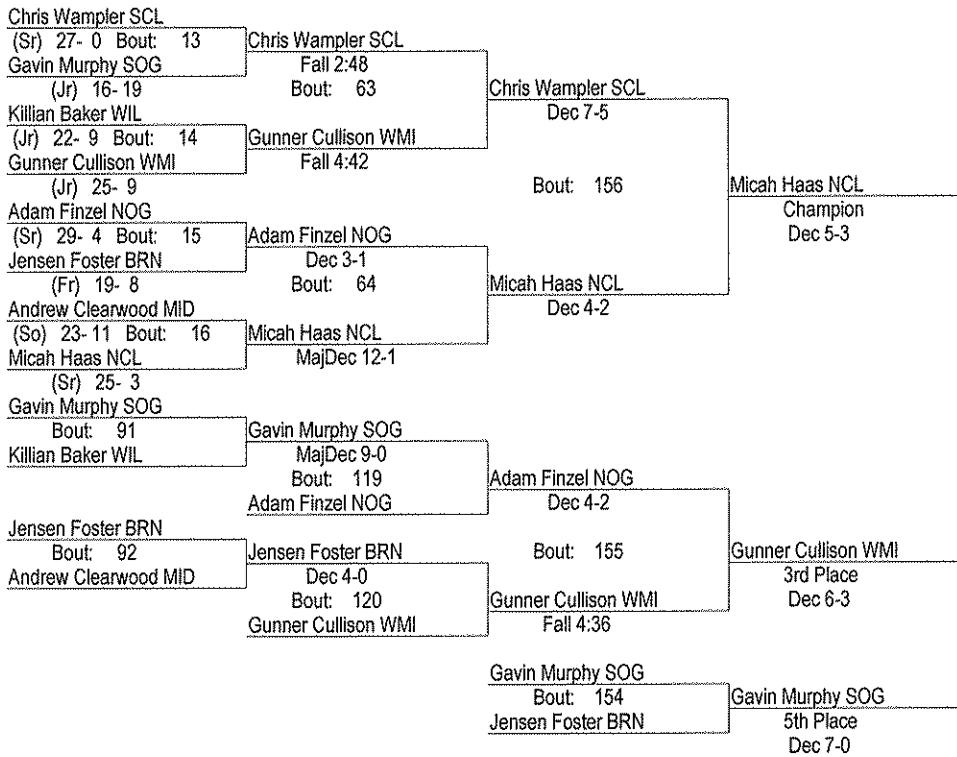 Chris Wampler SCL
(Sr) 27- 0 Bout: 13
Gavin Murphy SOG
(Jr) 16- 19
Killian Baker WIL
(Jr) 22- 9 Bout: 14
Gunner Cullison WMI
(Jr) 25- 9
Adam Finzel NOG
(Sr) 29- 4 Bout: 15
Jensen Foster BRN
(Fr) 19- 8
Andrew Clearwood MID
(So) 23- 11 Bout: 16
Micah Haas NCL
(Sr) 25- 3
Chris Wampler SCL
Fall 2:48
Bout: 63
Gunner Cullison WMI
Fall 4:42
Adam Finzel NOG
Dec 3-1
Bout: 64
Micah Haas NCL
MajDec 12-1
Chris Wampler SCL
Dec 7-5
Bout: 156
Micah Haas NCL
Dec 4-2
Micah Haas NCL
Champion
Dec 5-3
Gavin Murphy SOG
Bout: 91
Killian Baker WIL
Jensen Foster BRN
Bout: 92
Andrew Clearwood MID
Gavin Murphy SOG
MajDec 9-0
Bout: 119
Adam Finzel NOG
Jensen Foster BRN
Dec 4-0
Bout: 120
Gunner Cullison WMI
Adam Finzel NOG
Dec 4-2
Bout: 155
Gunner Cullison WMI
Fall 4:36
Gunner Cullison WMI
3rd Place
Dec 6-3
Gavin Murphy SOG
Bout: 154
Jensen Foster BRN
Gavin Murphy SOG
5th Place
Dec 7-0